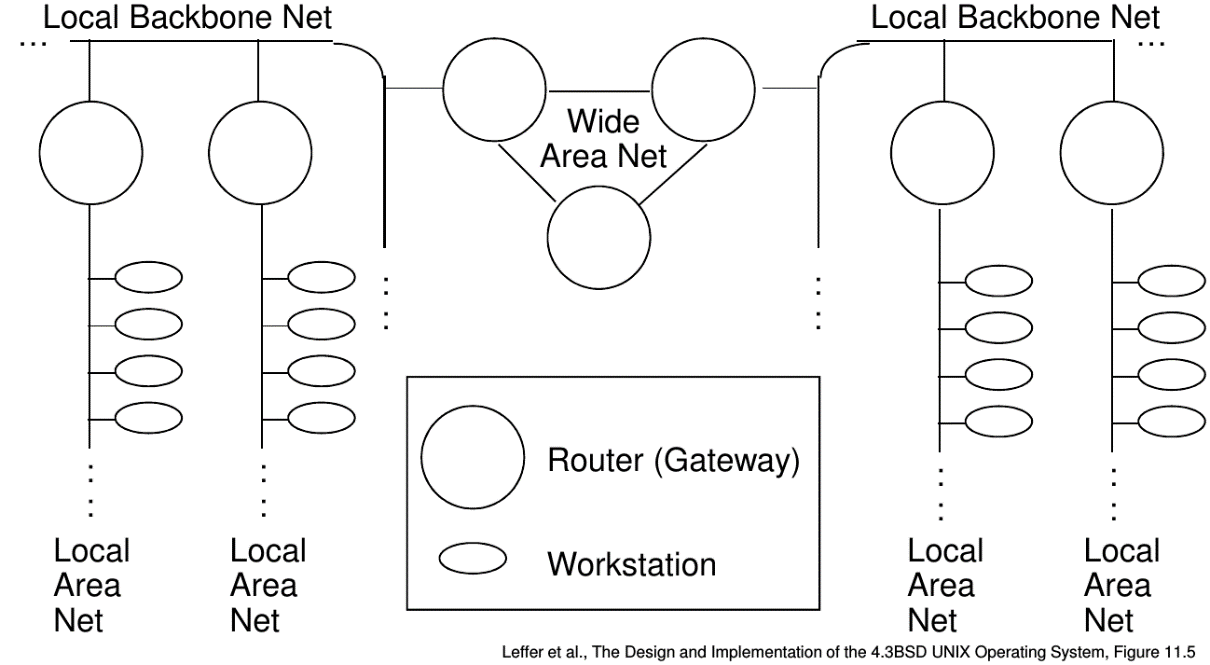 Local Backbone Net
Local Backbone Net
...
...
Wide
Area Net
Router (Gateway)
Workstation
Local
Area
Net
Local
Area
Net
Local
Area
Net
Local
Area
Net
Leffer et al., The Design and Implementation of the 4.3BSD UNIX Operating System, Figure 11.5